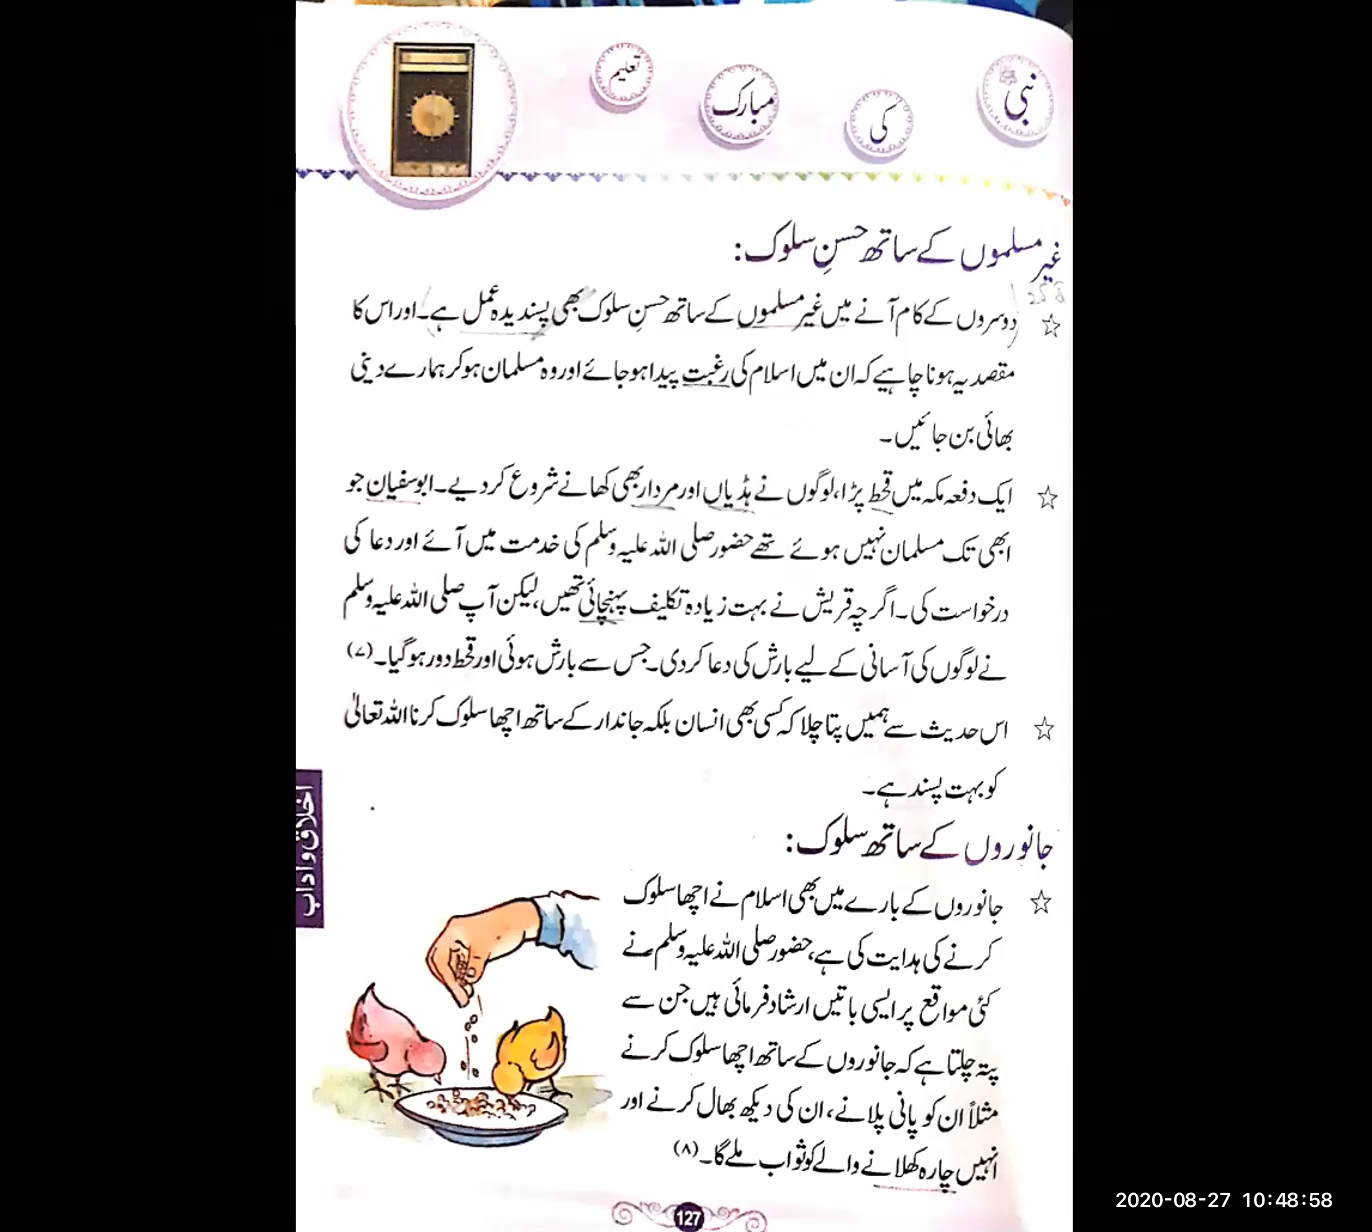 نبی ﷺ کی مبارک تعلیم
غیر مسلموں کے ساتھ حسنِ سلوک:
☆ دوسروں کے کام آنے میں غیر مسلموں کے ساتھ حسنِ سلوک بھی پسندیدہ عمل ہے۔ اور اس کا
مقصد یہ ہونا چاہیے کہ ان میں اسلام کی رغبت پیدا ہو جائے اور وہ مسلمان ہو کر ہمارے دینی
بھائی بن جائیں۔
☆ ایک دفعہ مکہ میں قحط پڑا، لوگوں نے ہڈیاں اور مردار بھی کھانے شروع کر دیے۔ ابو سفیان جو
ابھی تک مسلمان نہیں ہوئے تھے حضور صلی اللہ علیہ وسلم کی خدمت میں آئے اور دعا کی
درخواست کی۔ اگرچہ قریش نے بہت زیادہ تکلیف پہنچائی تھیں، لیکن آپ صلی اللہ علیہ وسلم
نے لوگوں کی آسانی کے لیے بارش کی دعا کر دی۔ جس سے بارش ہوئی اور قحط دور ہو گیا۔ (۷)
☆ اس حدیث سے ہمیں پتا چلا کہ کسی بھی انسان بلکہ جاندار کے ساتھ اچھا سلوک کرنا اللہ تعالیٰ
کو بہت پسند ہے۔
جانوروں کے ساتھ سلوک:
☆ جانوروں کے بارے میں بھی اسلام نے اچھا سلوک
کرنے کی ہدایت کی ہے، حضور صلی اللہ علیہ وسلم نے
کئی مواقع پر ایسی باتیں ارشاد فرمائی ہیں جن سے
پتہ چلتا ہے کہ جانوروں کے ساتھ اچھا سلوک کرنے
مثلاً ان کو پانی پلانے، ان کی دیکھ بھال کرنے اور
انہیں چارہ کھلانے والے کو ثواب ملے گا۔ (۸)
اخلاق و آداب
127
2020-08-27 10:48:58